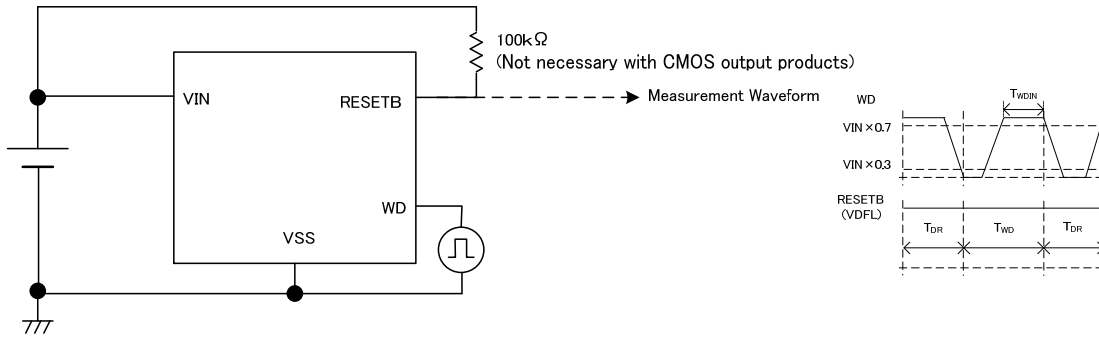 100kΩ
(Not necessary with CMOS output products)
VIN
RESETB
Measurement Waveform
WD
VSS
WD
TWDIN
VIN×0.7
VIN×0.3
RESETB
(VDFL)
TDR
TWD
TDR